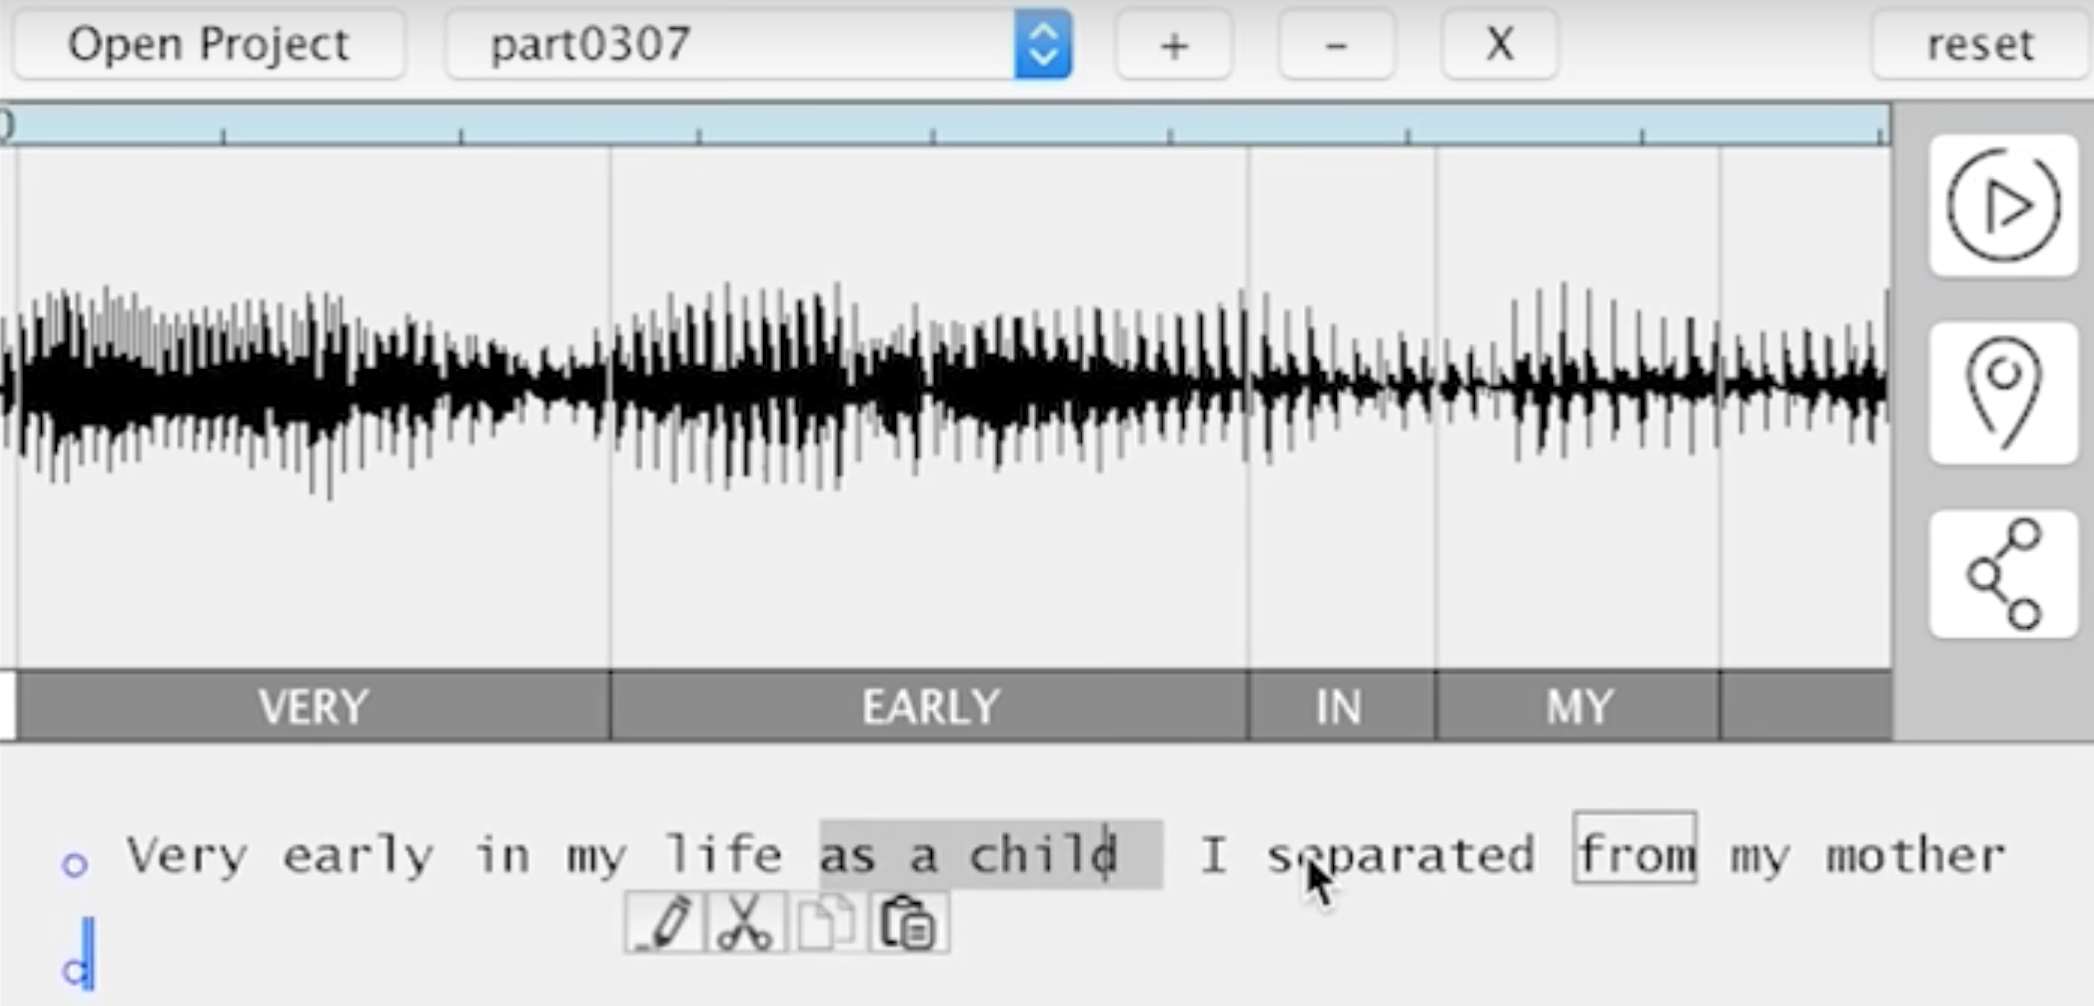 Open Project part0307 + - X reset
0
VERY EARLY IN MY
Very early in my life as a child I separated from my mother